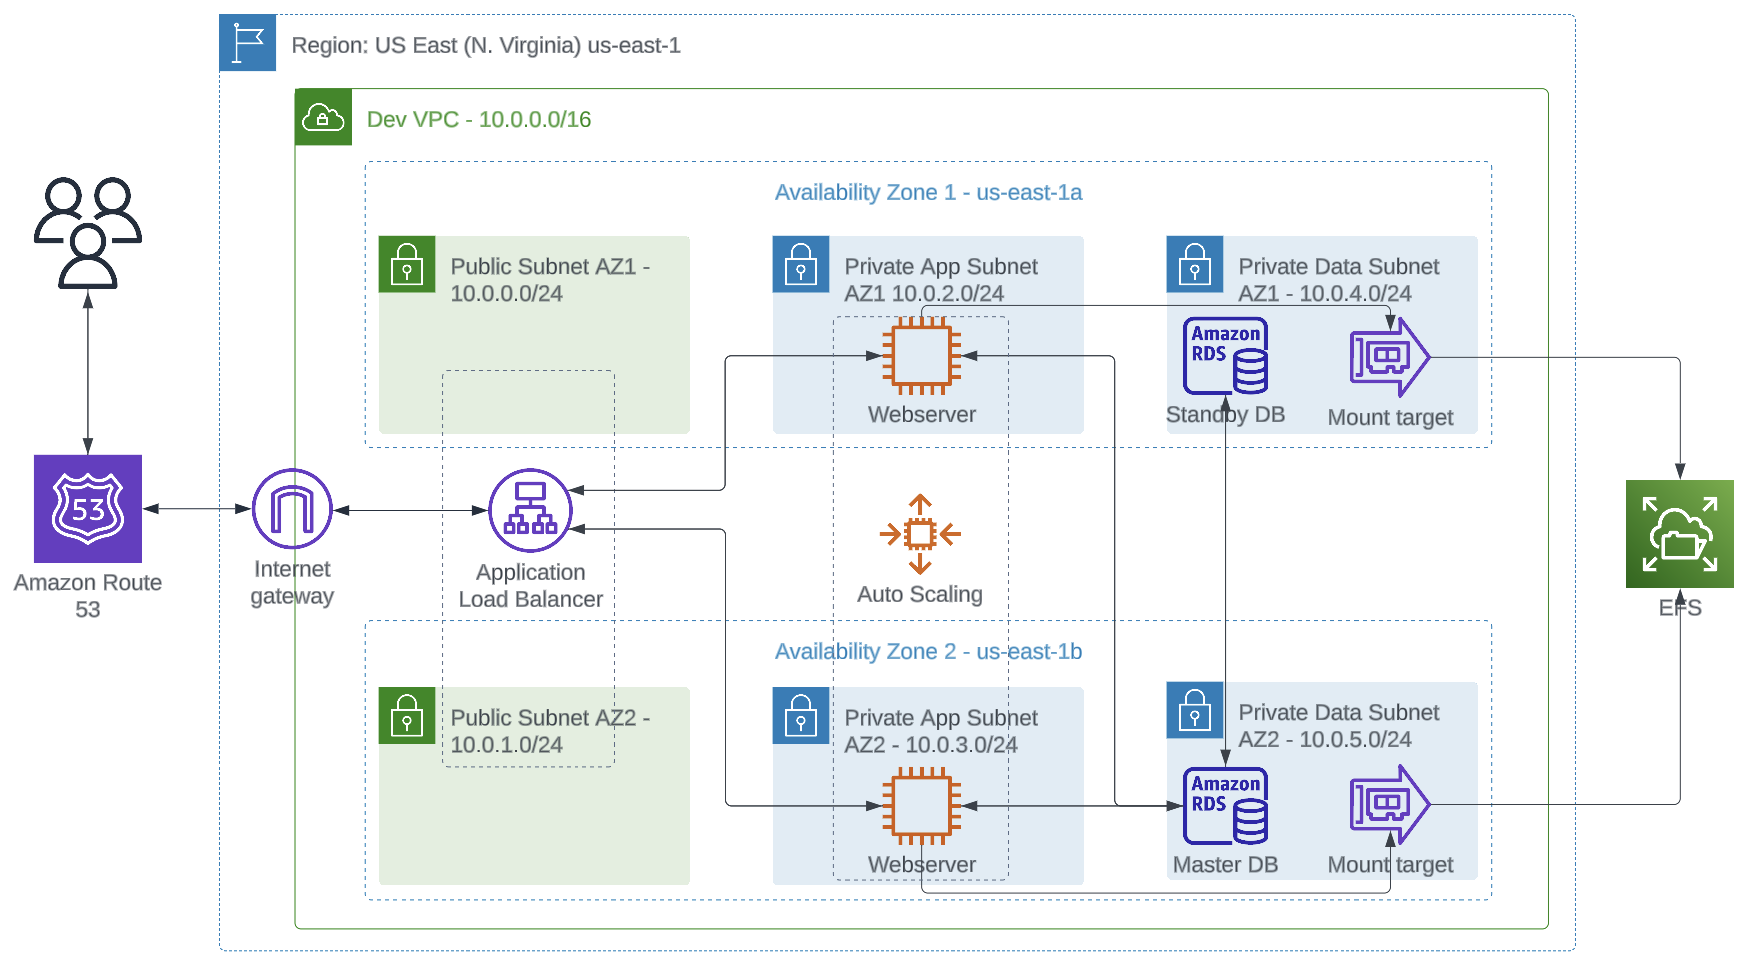 Region: US East (N. Virginia) us-east-1
Dev VPC - 10.0.0.0/16
Availability Zone 1 - us-east-1a
Public Subnet AZ1 -
10.0.0.0/24
Private App Subnet
AZ1 10.0.2.0/24
Private Data Subnet
AZ1 - 10.0.4.0/24
Amazon
RDS
Webserver
Standby DB
Mount target
53
Amazon Route
53
Internet
gateway
Application
Load Balancer
Auto Scaling
EFS
Availability Zone 2 - us-east-1b
Public Subnet AZ2 -
10.0.1.0/24
Private App Subnet
AZ2 - 10.0.3.0/24
Private Data Subnet
AZ2 - 10.0.5.0/24
Amazon
RDS
Webserver
Master DB
Mount target